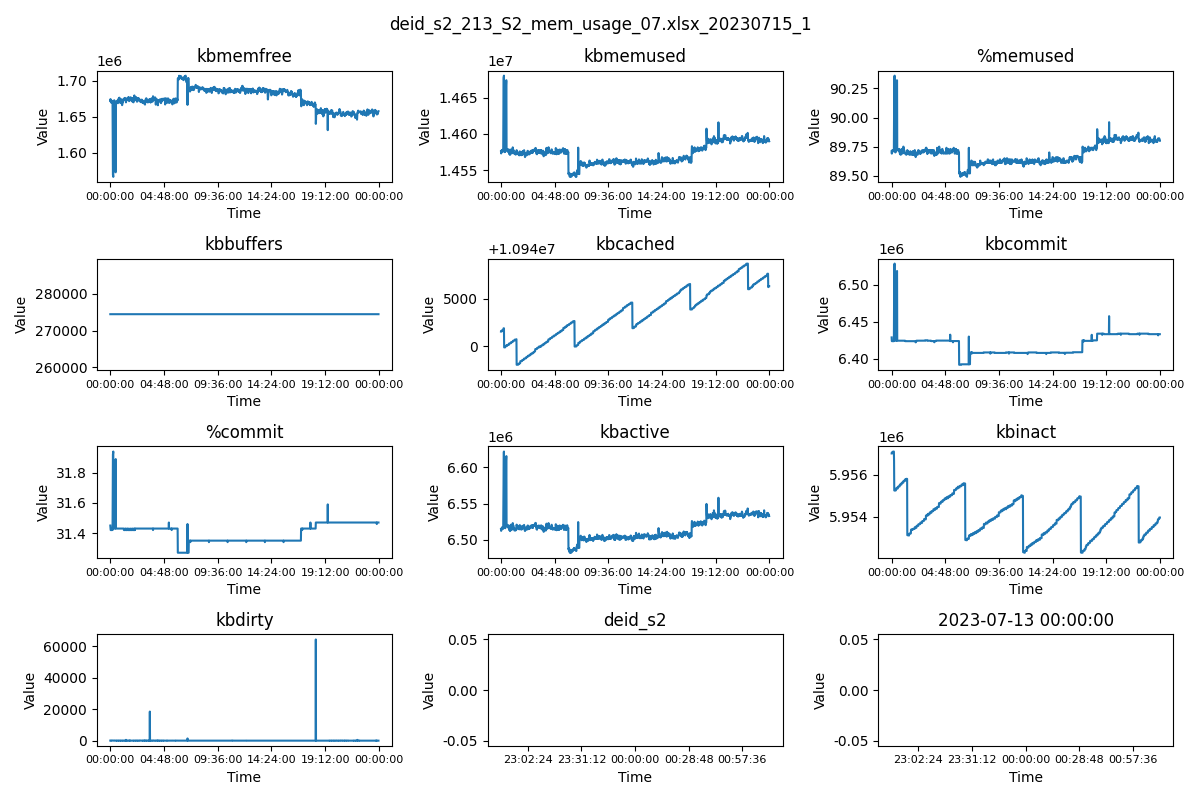 deid_s2_213_S2_mem_usage_07.xlsx_20230715_1
kbmemfree
1e6
1.70
1.65
1.60
Value
00:00:00 04:48:00 09:36:00 14:24:00 19:12:00 00:00:00
Time
kbmemused
1e7
1.465
1.460
1.455
Value
00:00:00 04:48:00 09:36:00 14:24:00 19:12:00 00:00:00
Time
%memused
90.25
90.00
89.75
89.50
Value
00:00:00 04:48:00 09:36:00 14:24:00 19:12:00 00:00:00
Time
kbbuffers
280000
270000
260000
Value
00:00:00 04:48:00 09:36:00 14:24:00 19:12:00 00:00:00
Time
kbcached
+1.094e7
5000
0
Value
00:00:00 04:48:00 09:36:00 14:24:00 19:12:00 00:00:00
Time
kbcommit
1e6
6.50
6.45
6.40
Value
00:00:00 04:48:00 09:36:00 14:24:00 19:12:00 00:00:00
Time
%commit
31.8
31.6
31.4
Value
00:00:00 04:48:00 09:36:00 14:24:00 19:12:00 00:00:00
Time
kbactive
1e6
6.60
6.55
6.50
Value
00:00:00 04:48:00 09:36:00 14:24:00 19:12:00 00:00:00
Time
kbinact
1e6
5.956
5.954
Value
00:00:00 04:48:00 09:36:00 14:24:00 19:12:00 00:00:00
Time
kbdirty
60000
40000
20000
0
Value
00:00:00 04:48:00 09:36:00 14:24:00 19:12:00 00:00:00
Time
deid_s2
0.05
0.00
-0.05
Value
23:02:24 23:31:12 00:00:00 00:28:48 00:57:36
Time
2023-07-13 00:00:00
0.05
0.00
-0.05
Value
23:02:24 23:31:12 00:00:00 00:28:48 00:57:36
Time